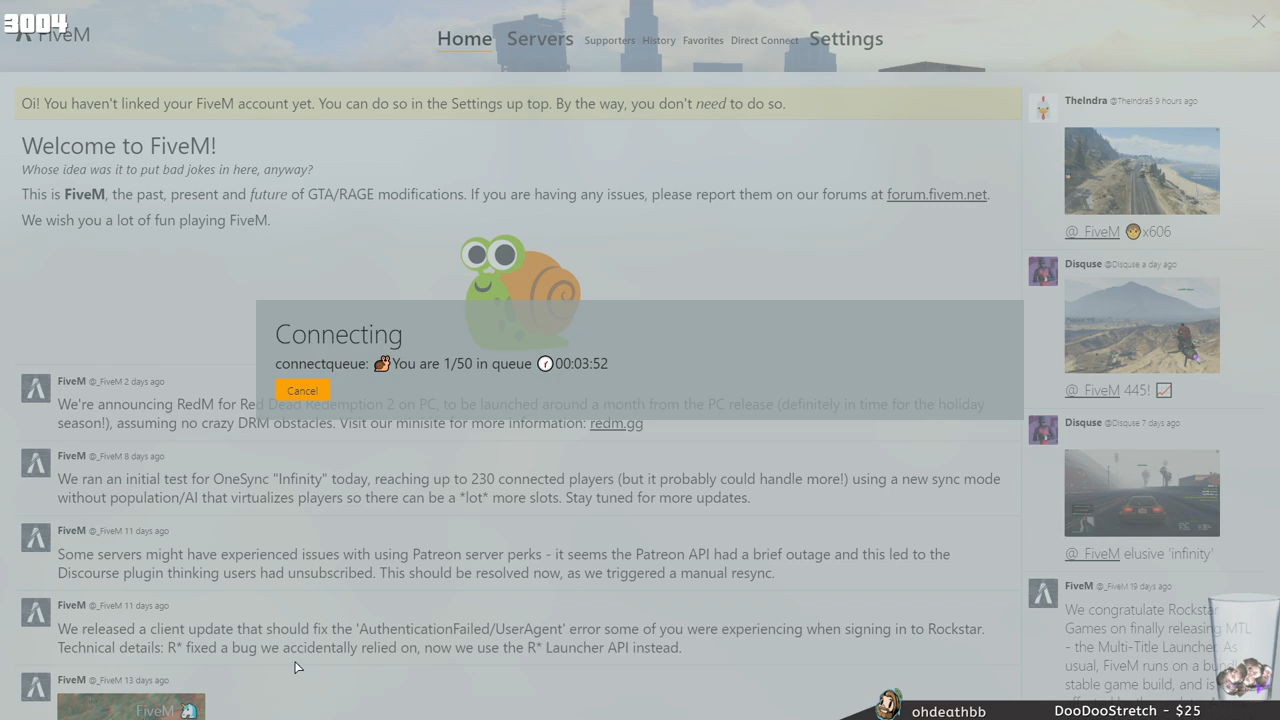 3004
FiveM
Home Servers Supporters History Favorites Direct Connect Settings
Oi! You haven't linked your FiveM account yet. You can do so in the Settings up top. By the way, you don't need to do so.
Welcome to FiveM!
Whose idea was it to put bad jokes in here, anyway?
This is FiveM, the past, present and future of GTA/RAGE modifications. If you are having any issues, please report them on our forums at forum.fivem.net.
We wish you a lot of fun playing FiveM.
Connecting
connectqueue: You are 1/50 in queue 00:03:52
Cancel
FiveM @_FiveM 2 days ago
We're announcing RedM for Red Dead Redemption 2 on PC, to be launched around a month from the PC release (definitely in time for the holiday
season!), assuming no crazy DRM obstacles. Visit our minisite for more information: redm.gg
FiveM @_FiveM 8 days ago
We ran an initial test for OneSync "Infinity" today, reaching up to 230 connected players (but it probably could handle more!) using a new sync mode
without population/AI that virtualizes players so there can be a *lot* more slots. Stay tuned for more updates.
FiveM @_FiveM 11 days ago
Some servers might have experienced issues with using Patreon server perks - it seems the Patreon API had a brief outage and this led to the
Discourse plugin thinking users had unsubscribed. This should be resolved now, as we triggered a manual resync.
FiveM @_FiveM 11 days ago
We released a client update that should fix the 'AuthenticationFailed/UserAgent' error some of you were experiencing when signing in to Rockstar.
Technical details: R* fixed a bug we accidentally relied on, now we use the R* Launcher API instead.
FiveM @_FiveM 13 days ago
FiveM
TheIndra @TheIndra5 9 hours ago
@_FiveM x606
Disquse @Disquse a day ago
@_FiveM 445!
Disquse @Disquse 7 days ago
@_FiveM elusive 'infinity'
FiveM @_FiveM 19 days ago
We congratulate Rockstar
Games on finally releasing MTL
- the Multi-Title Launcher. As
usual, FiveM runs on a
stable game build, and is
ohdeathbb
DooDooStretch - $25